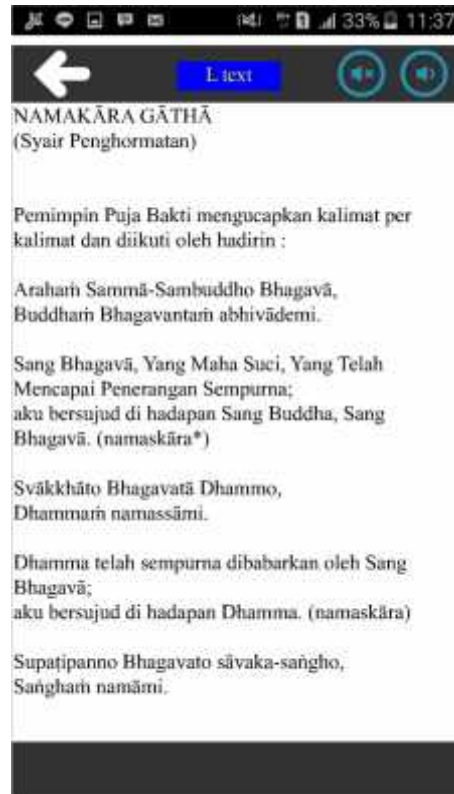 33% 11:37
L text
NAMAKĀRA GĀTHĀ
(Syair Penghormatan)
Pemimpin Puja Bakti mengucapkan kalimat per
kalimat dan diikuti oleh hadirin :
Arahaṁ Sammā-Sambuddho Bhagavā,
Buddhaṁ Bhagavantaṁ abhivādemi.
Sang Bhagavā, Yang Maha Suci, Yang Telah
Mencapai Penerangan Sempurna;
aku bersujud di hadapan Sang Buddha, Sang
Bhagavā. (namaskāra*)
Svākkhāto Bhagavatā Dhammo,
Dhammaṁ namassāmi.
Dhamma telah sempurna dibabarkan oleh Sang
Bhagavā;
aku bersujud di hadapan Dhamma. (namaskāra)
Supaṭipanno Bhagavato sāvaka-saṅgho,
Saṅghaṁ namāmi.